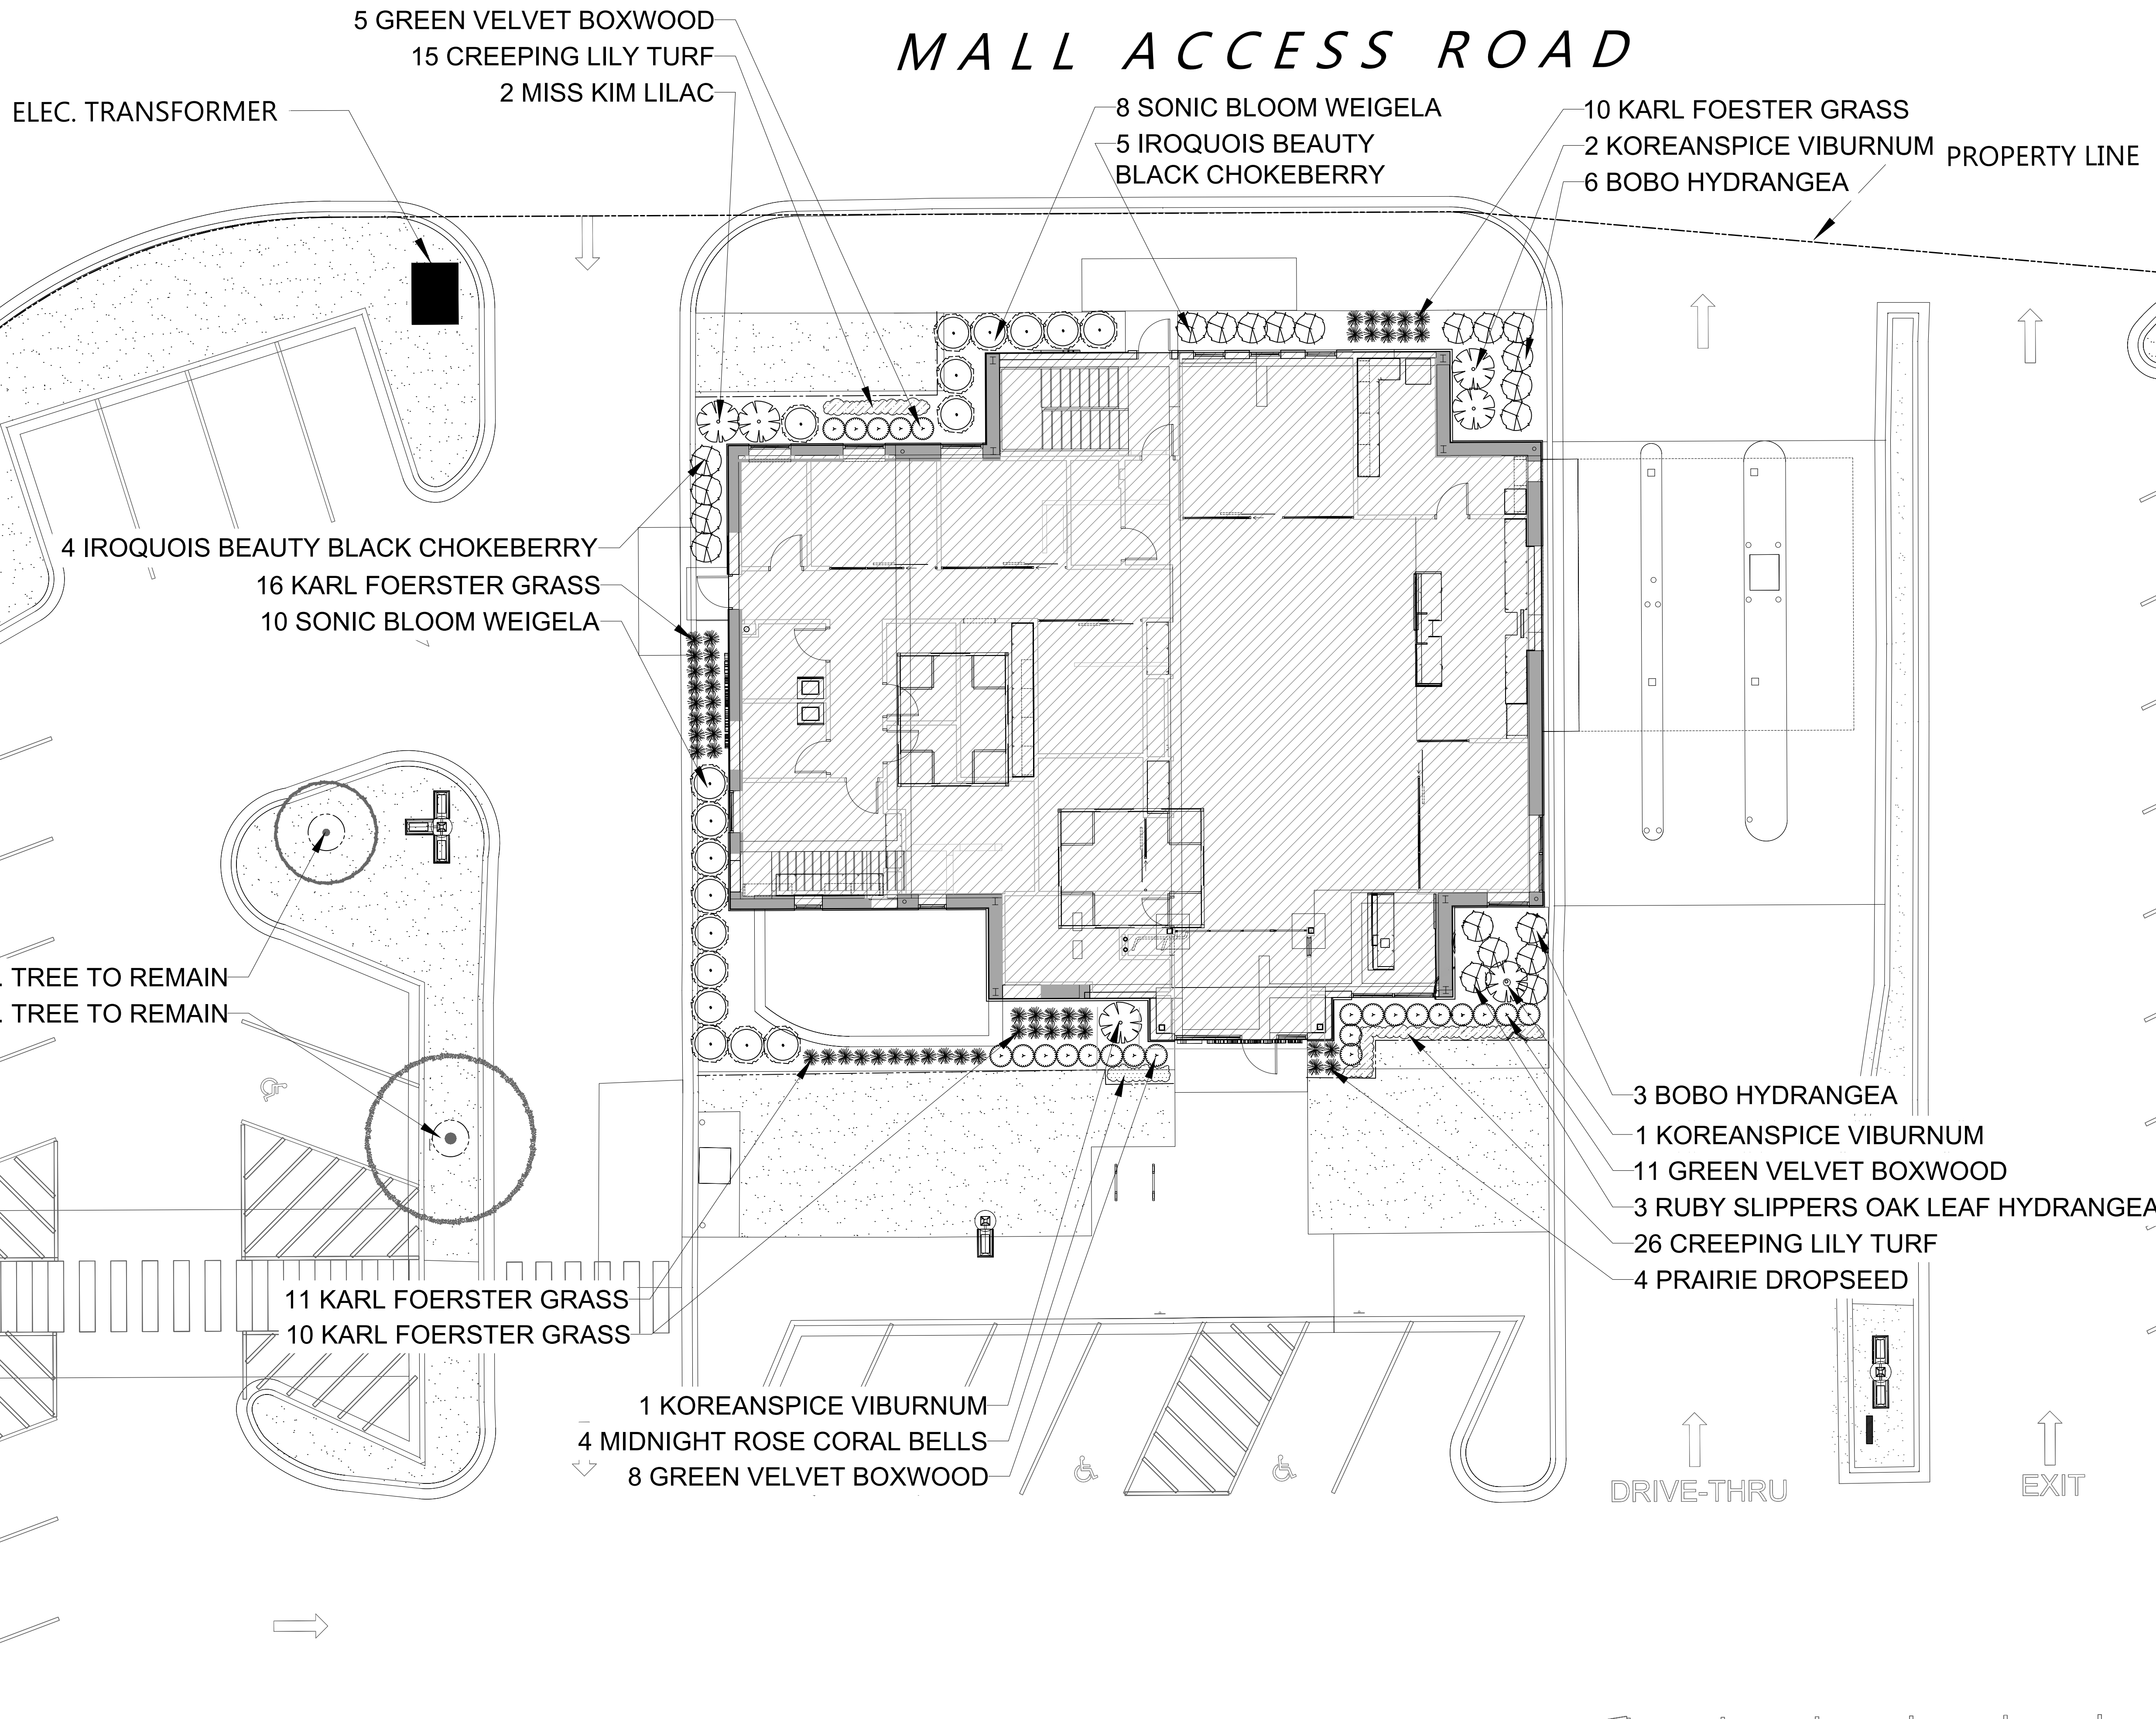 5 GREEN VELVET BOXWOOD
15 CREEPING LILY TURF
2 MISS KIM LILAC
MALL ACCESS ROAD
ELEC. TRANSFORMER
8 SONIC BLOOM WEIGELA
5 IROQUOIS BEAUTY
BLACK CHOKEBERRY
10 KARL FOESTER GRASS
2 KOREANSPICE VIBURNUM
6 BOBO HYDRANGEA
PROPERTY LINE
4 IROQUOIS BEAUTY BLACK CHOKEBERRY
16 KARL FOERSTER GRASS
10 SONIC BLOOM WEIGELA
. TREE TO REMAIN
. TREE TO REMAIN
3 BOBO HYDRANGEA
1 KOREANSPICE VIBURNUM
11 GREEN VELVET BOXWOOD
3 RUBY SLIPPERS OAK LEAF HYDRANGEA
26 CREEPING LILY TURF
4 PRAIRIE DROPSEED
11 KARL FOERSTER GRASS
10 KARL FOERSTER GRASS
1 KOREANSPICE VIBURNUM
4 MIDNIGHT ROSE CORAL BELLS
8 GREEN VELVET BOXWOOD
DRIVE-THRU
EXIT